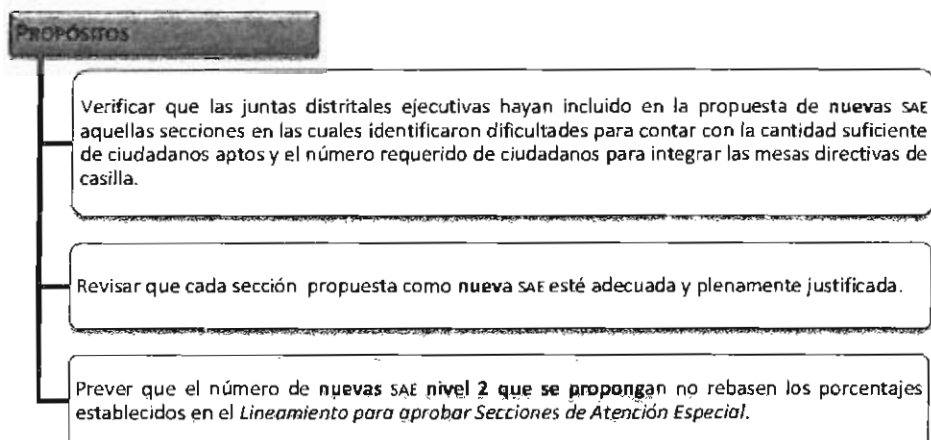 PROPÓSITOS
Verificar que las juntas distritales ejecutivas hayan incluido en la propuesta de nuevas SAE
aquellas secciones en las cuales identificaron dificultades para contar con la cantidad suficiente
de ciudadanos aptos y el número requerido de ciudadanos para integrar las mesas directivas de
casilla.
Revisar que cada sección propuesta como nueva SAE esté adecuada y plenamente justificada.
Prever que el número de nuevas SAE nivel 2 que se propongan no rebasen los porcentajes
establecidos en el Lineamiento para aprobar Secciones de Atención Especial.